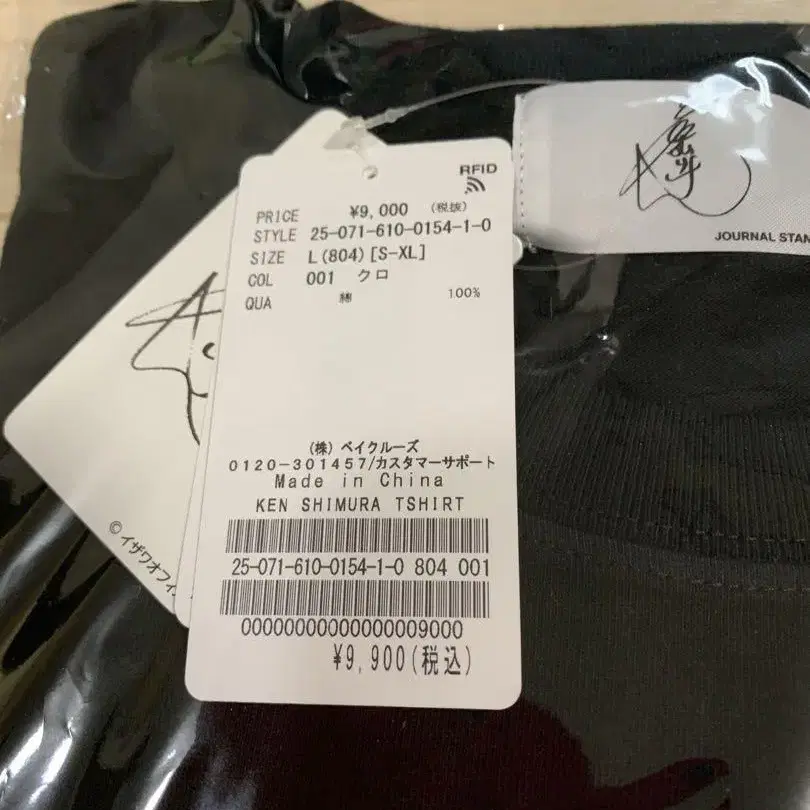 RFID
PRICE ¥9,000 (税抜)
STYLE 25-071-610-0154-1-0
SIZE L(804)[S-XL]
COL 001 クロ
QUA 綿 100%
(株) ベイクルーズ
0120-301457/カスタマーサポート
Made in China
KEN SHIMURA TSHIRT
25-071-610-0154-1-0 804 001
00000000000000009000
¥9,900(税込)
© イザワオフィ
JOURNAL STAN